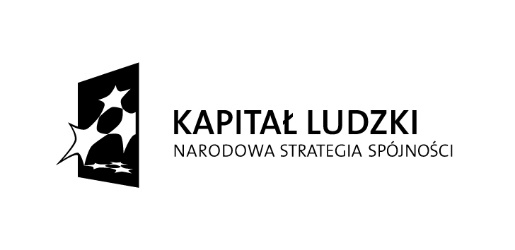 KAPITAŁ LUDZKI
NARODOWA STRATEGIA SPÓJNOŚCI